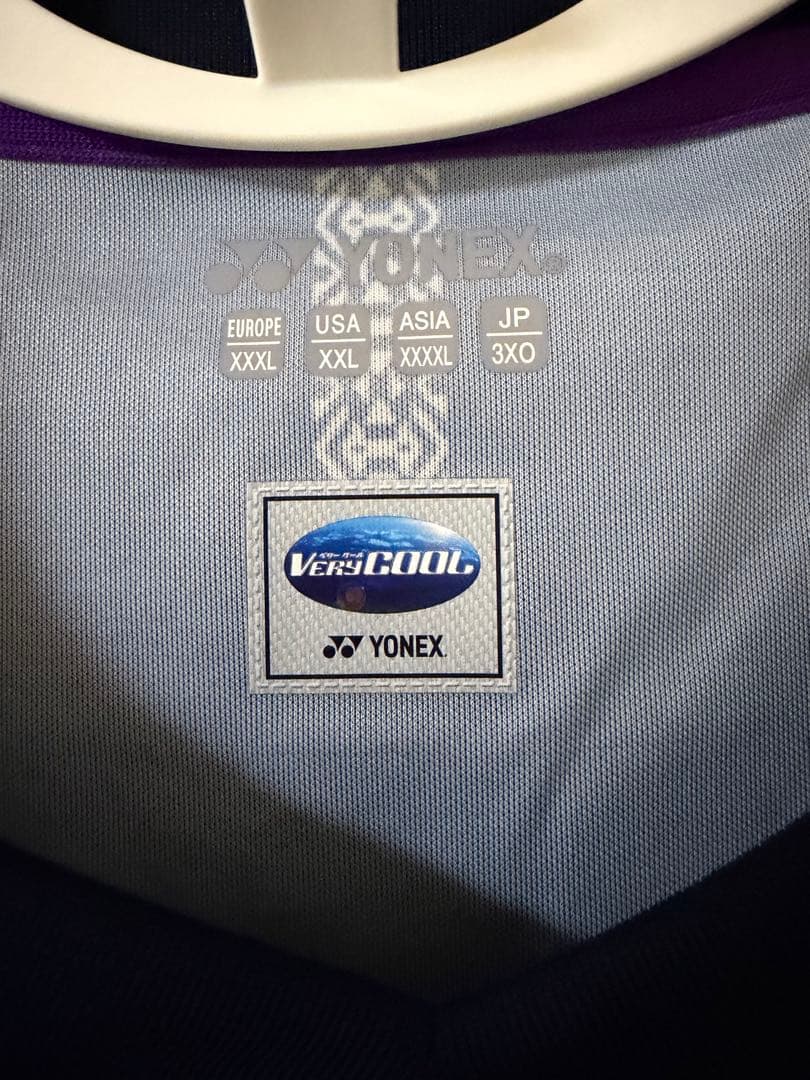 YONEX®
EUROPE
XXXL
USA
XXL
ASIA
XXXXL
JP
3XO
ベリークール
VERYCOOL
YONEX